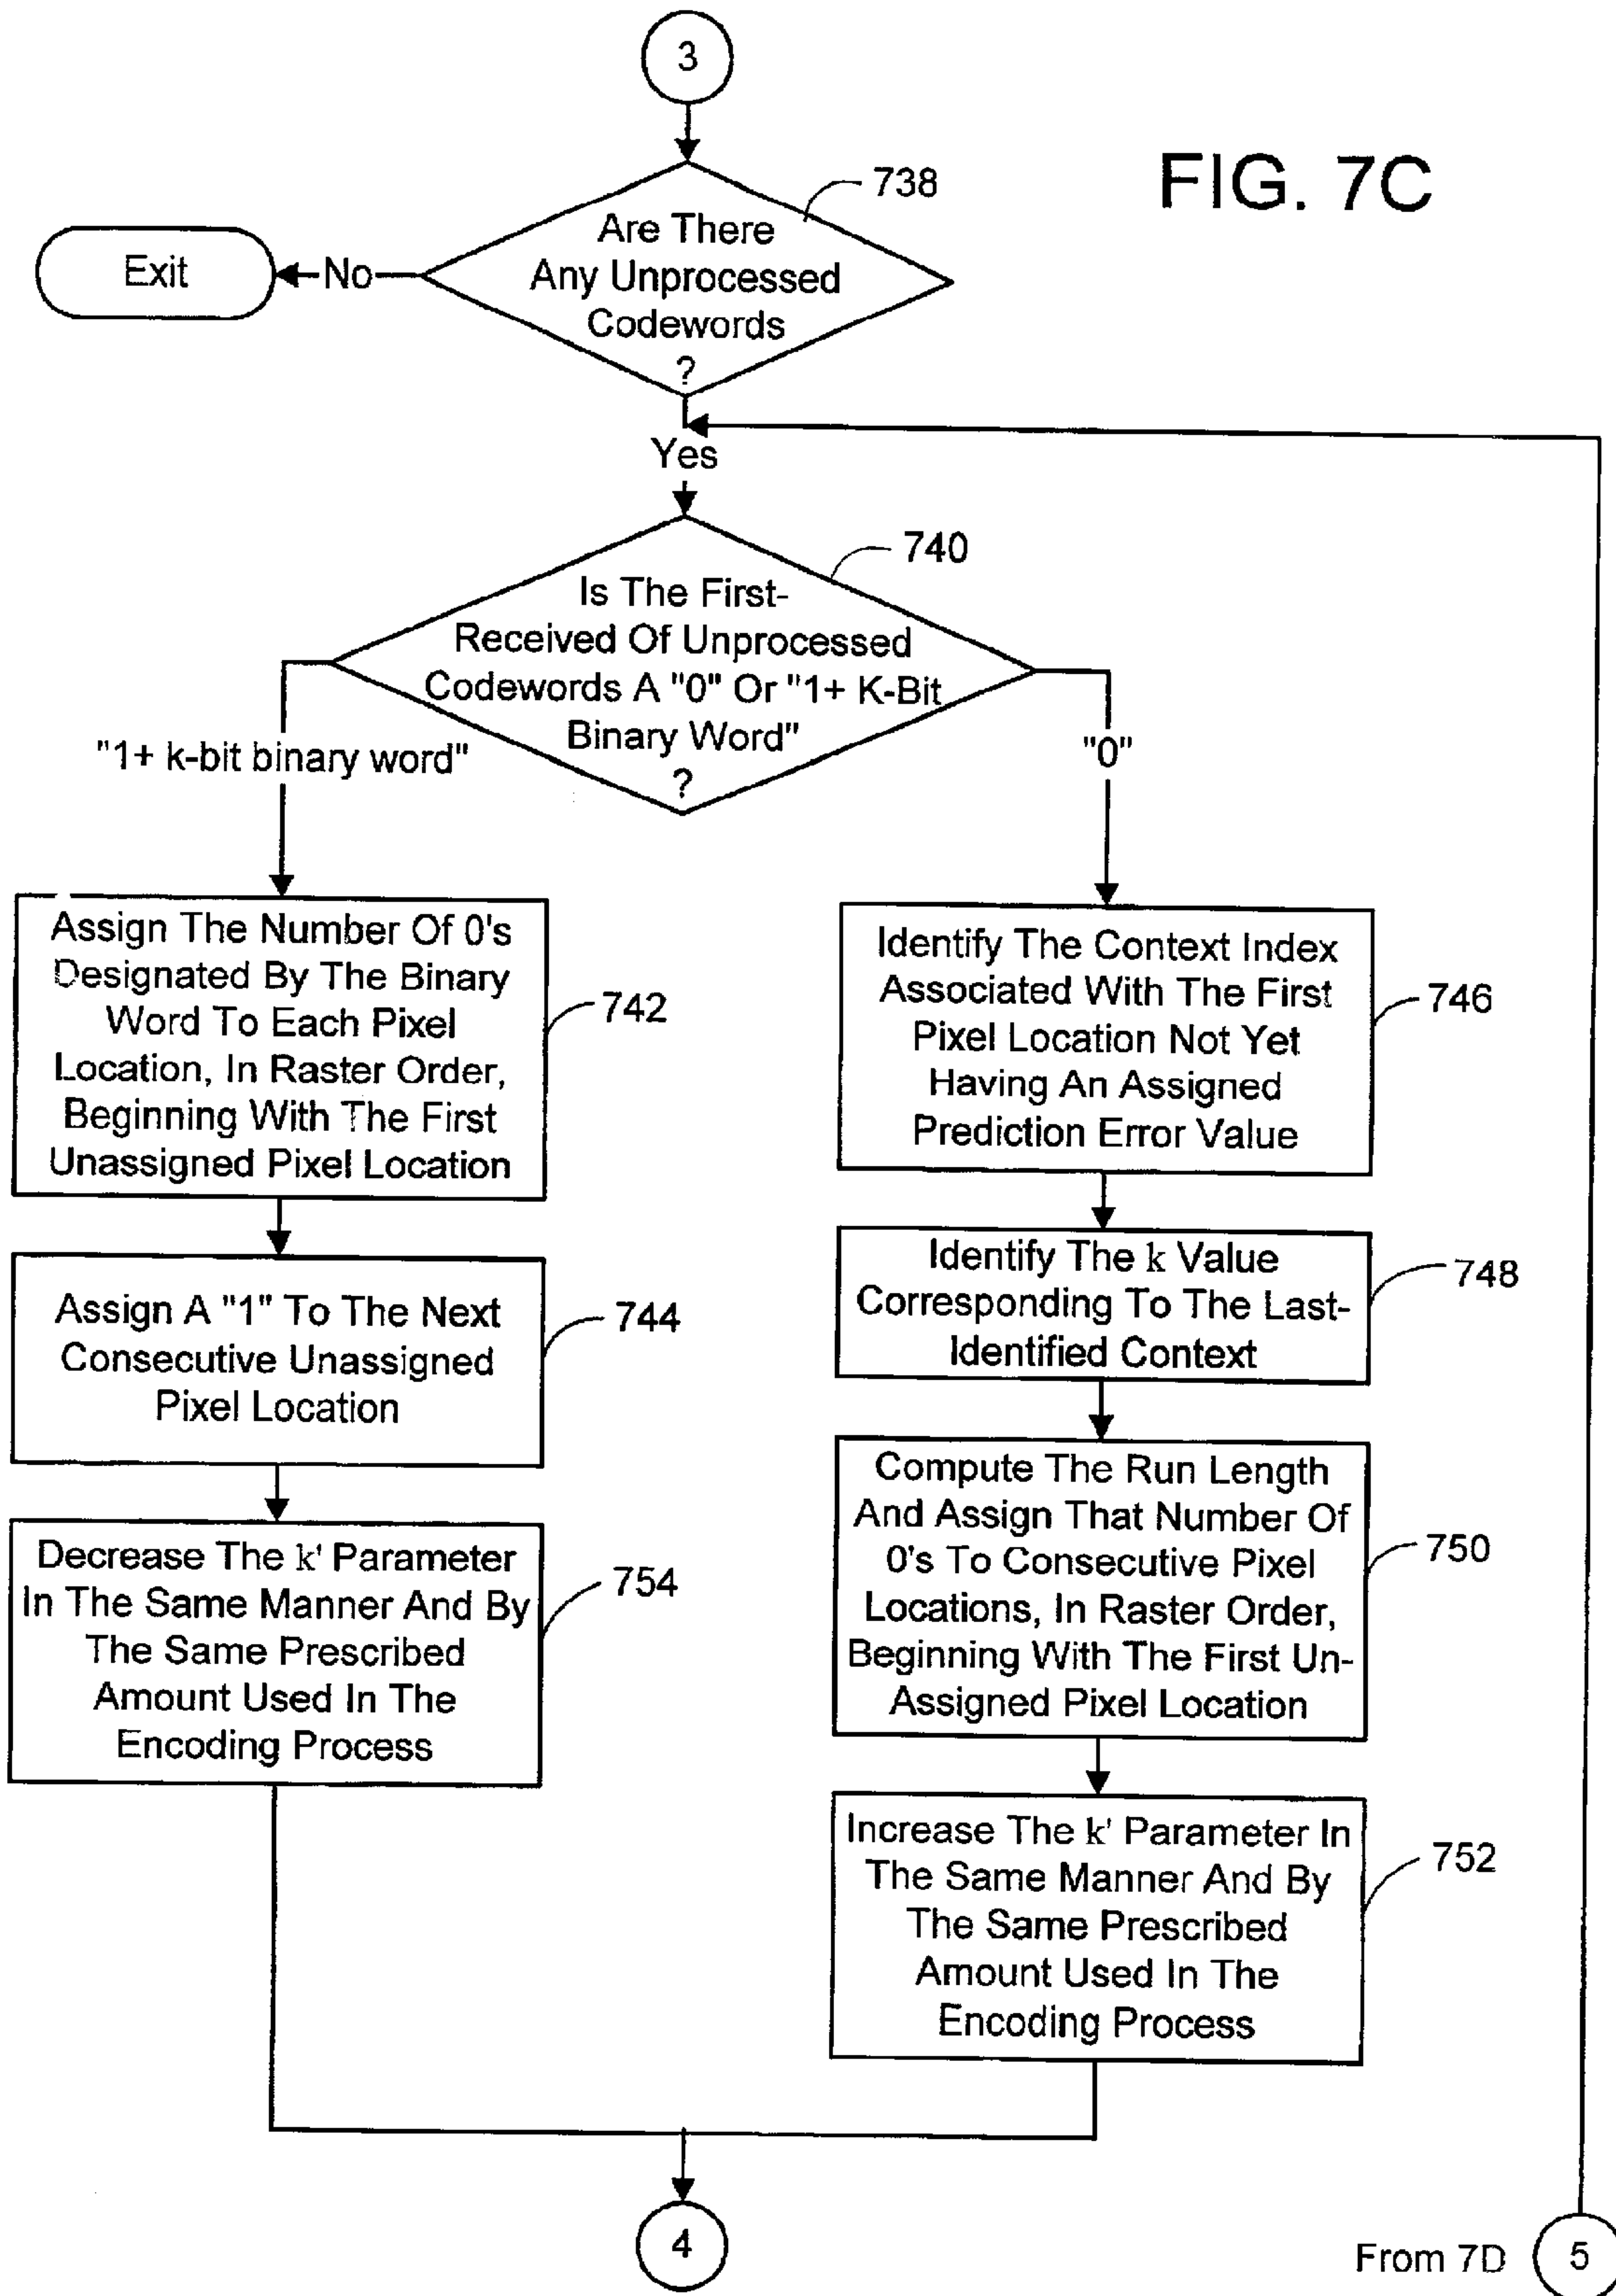 3
FIG. 7C
738
Are There
Any Unprocessed
Codewords
?
No
Exit
Yes
740
Is The First-
Received Of Unprocessed
Codewords A "0" Or "1+ K-Bit
Binary Word"
?
"1+ k-bit binary word"
"0"
Assign The Number Of 0's
Designated By The Binary
Word To Each Pixel
Location, In Raster Order,
Beginning With The First
Unassigned Pixel Location
742
Assign A "1" To The Next
Consecutive Unassigned
Pixel Location
744
Decrease The k' Parameter
In The Same Manner And By
The Same Prescribed
Amount Used In The
Encoding Process
754
Identify The Context Index
Associated With The First
Pixel Location Not Yet
Having An Assigned
Prediction Error Value
746
Identify The k Value
Corresponding To The Last-
Identified Context
748
Compute The Run Length
And Assign That Number Of
0's To Consecutive Pixel
Locations, In Raster Order,
Beginning With The First Un-
Assigned Pixel Location
750
Increase The k' Parameter In
The Same Manner And By
The Same Prescribed
Amount Used In The
Encoding Process
752
4
From 7D
5